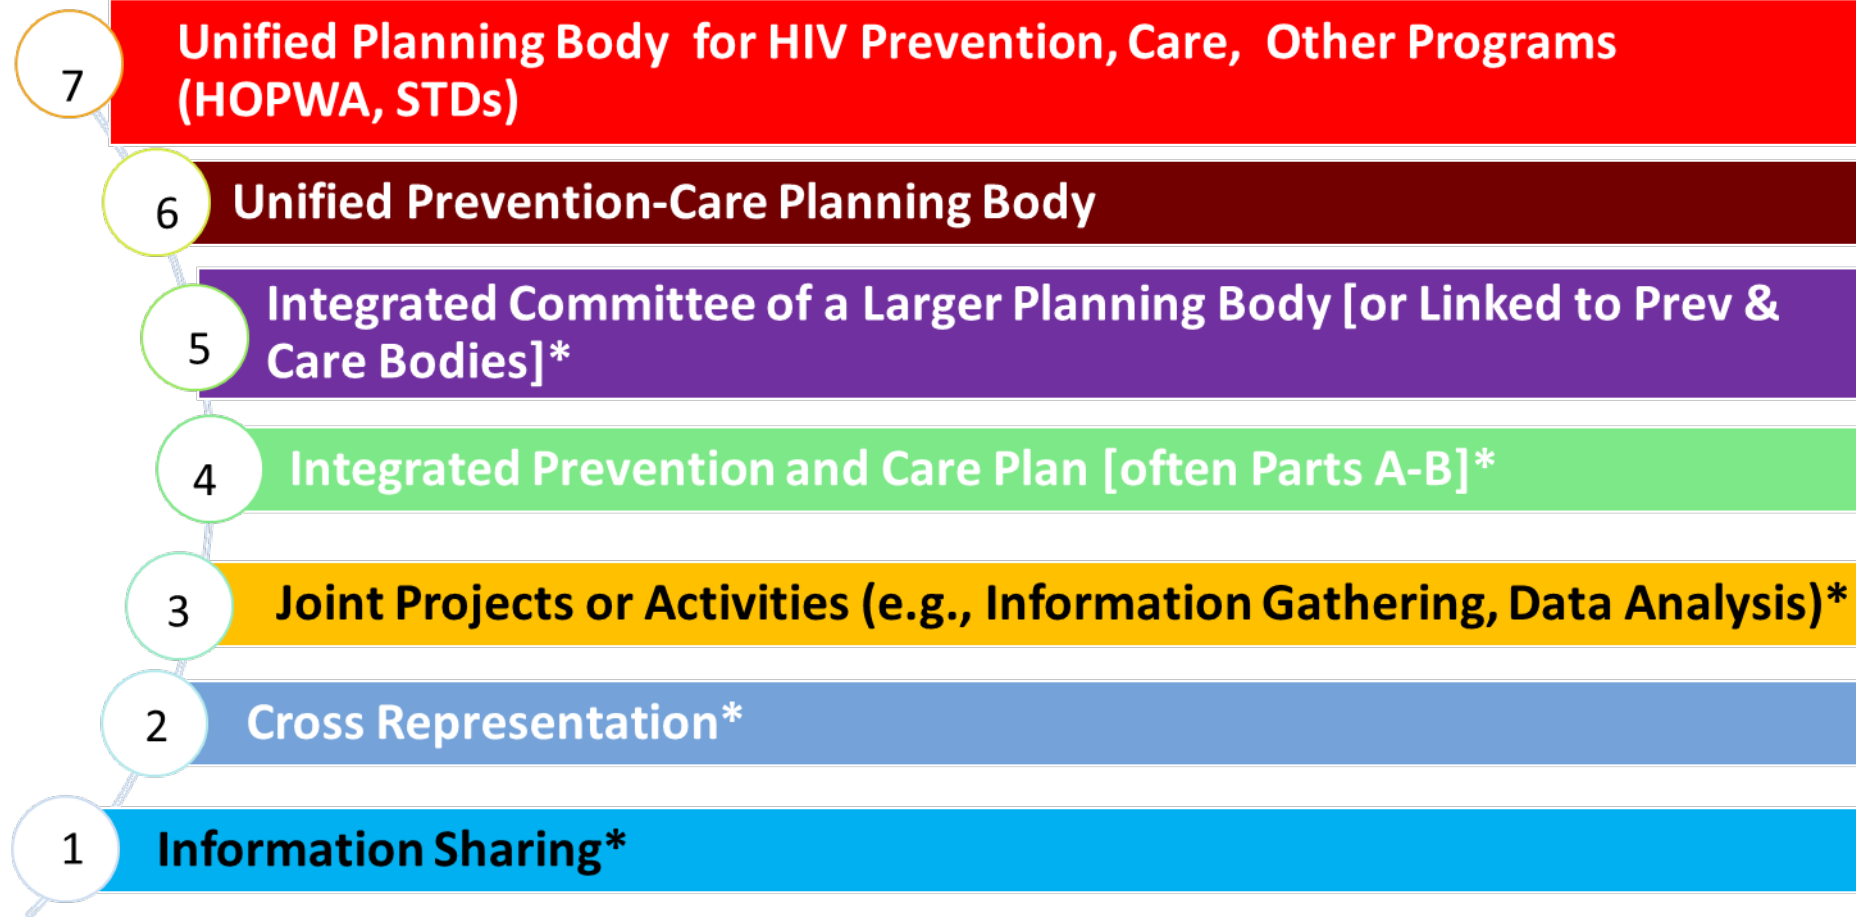 7
Unified Planning Body for HIV Prevention, Care, Other Programs
(HOPWA, STDs)
6
Unified Prevention-Care Planning Body
5
Integrated Committee of a Larger Planning Body [or Linked to Prev &
Care Bodies]*
4
Integrated Prevention and Care Plan [often Parts A-B]*
3
Joint Projects or Activities (e.g., Information Gathering, Data Analysis)*
2
Cross Representation*
1
Information Sharing*